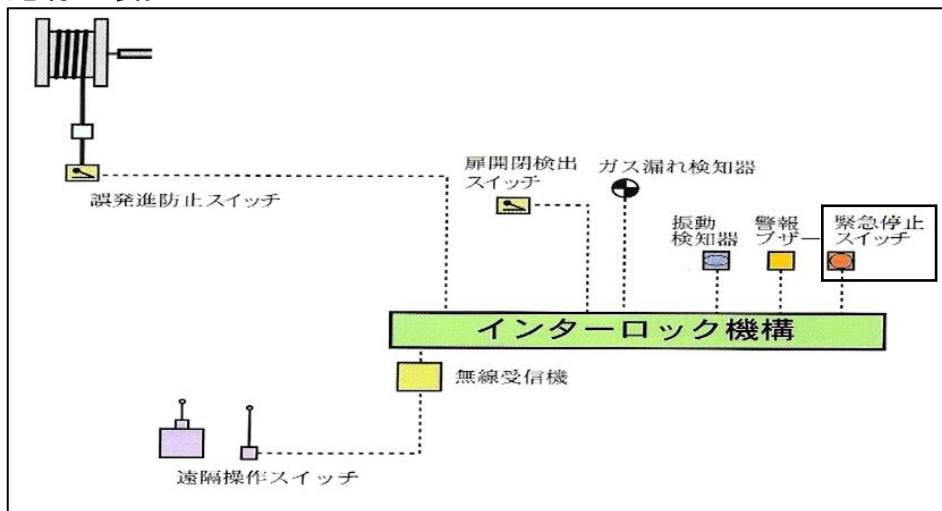 誤発進防止スイッチ
扉開閉検出
スイッチ
ガス漏れ検知器
振動
検知器
警報
ブザー
緊急停止
スイッチ
インターロック機構
無線受信機
遠隔操作スイッチ